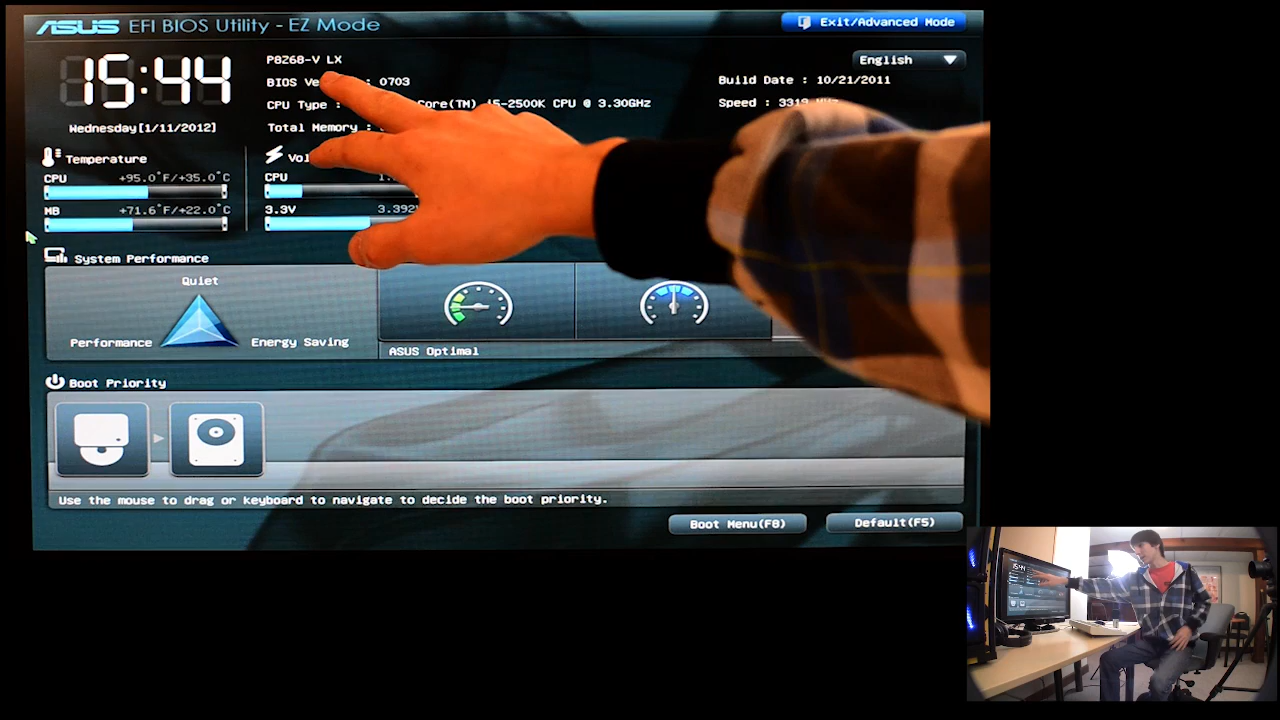 ASUS EFI BIOS Utility - EZ Mode
Exit/Advanced Mode
15:44
Wednesday[1/11/2012]
P8Z68-V LX
BIOS Ve : 0703
CPU Type : Core(TM) i5-2500K CPU @ 3.30GHz
Total Memory :
English
Build Date : 10/21/2011
Speed :
Temperature
CPU +95.0°F/+35.0°C
MB +71.6°F/+22.0°C
CPU
3.3V 3.392
System Performance
Quiet
Performance
Energy Saving
ASUS Optimal
Boot Priority
Use the mouse to drag or keyboard to navigate to decide the boot priority.
Boot Menu(F8)
Default(F5)
15:44